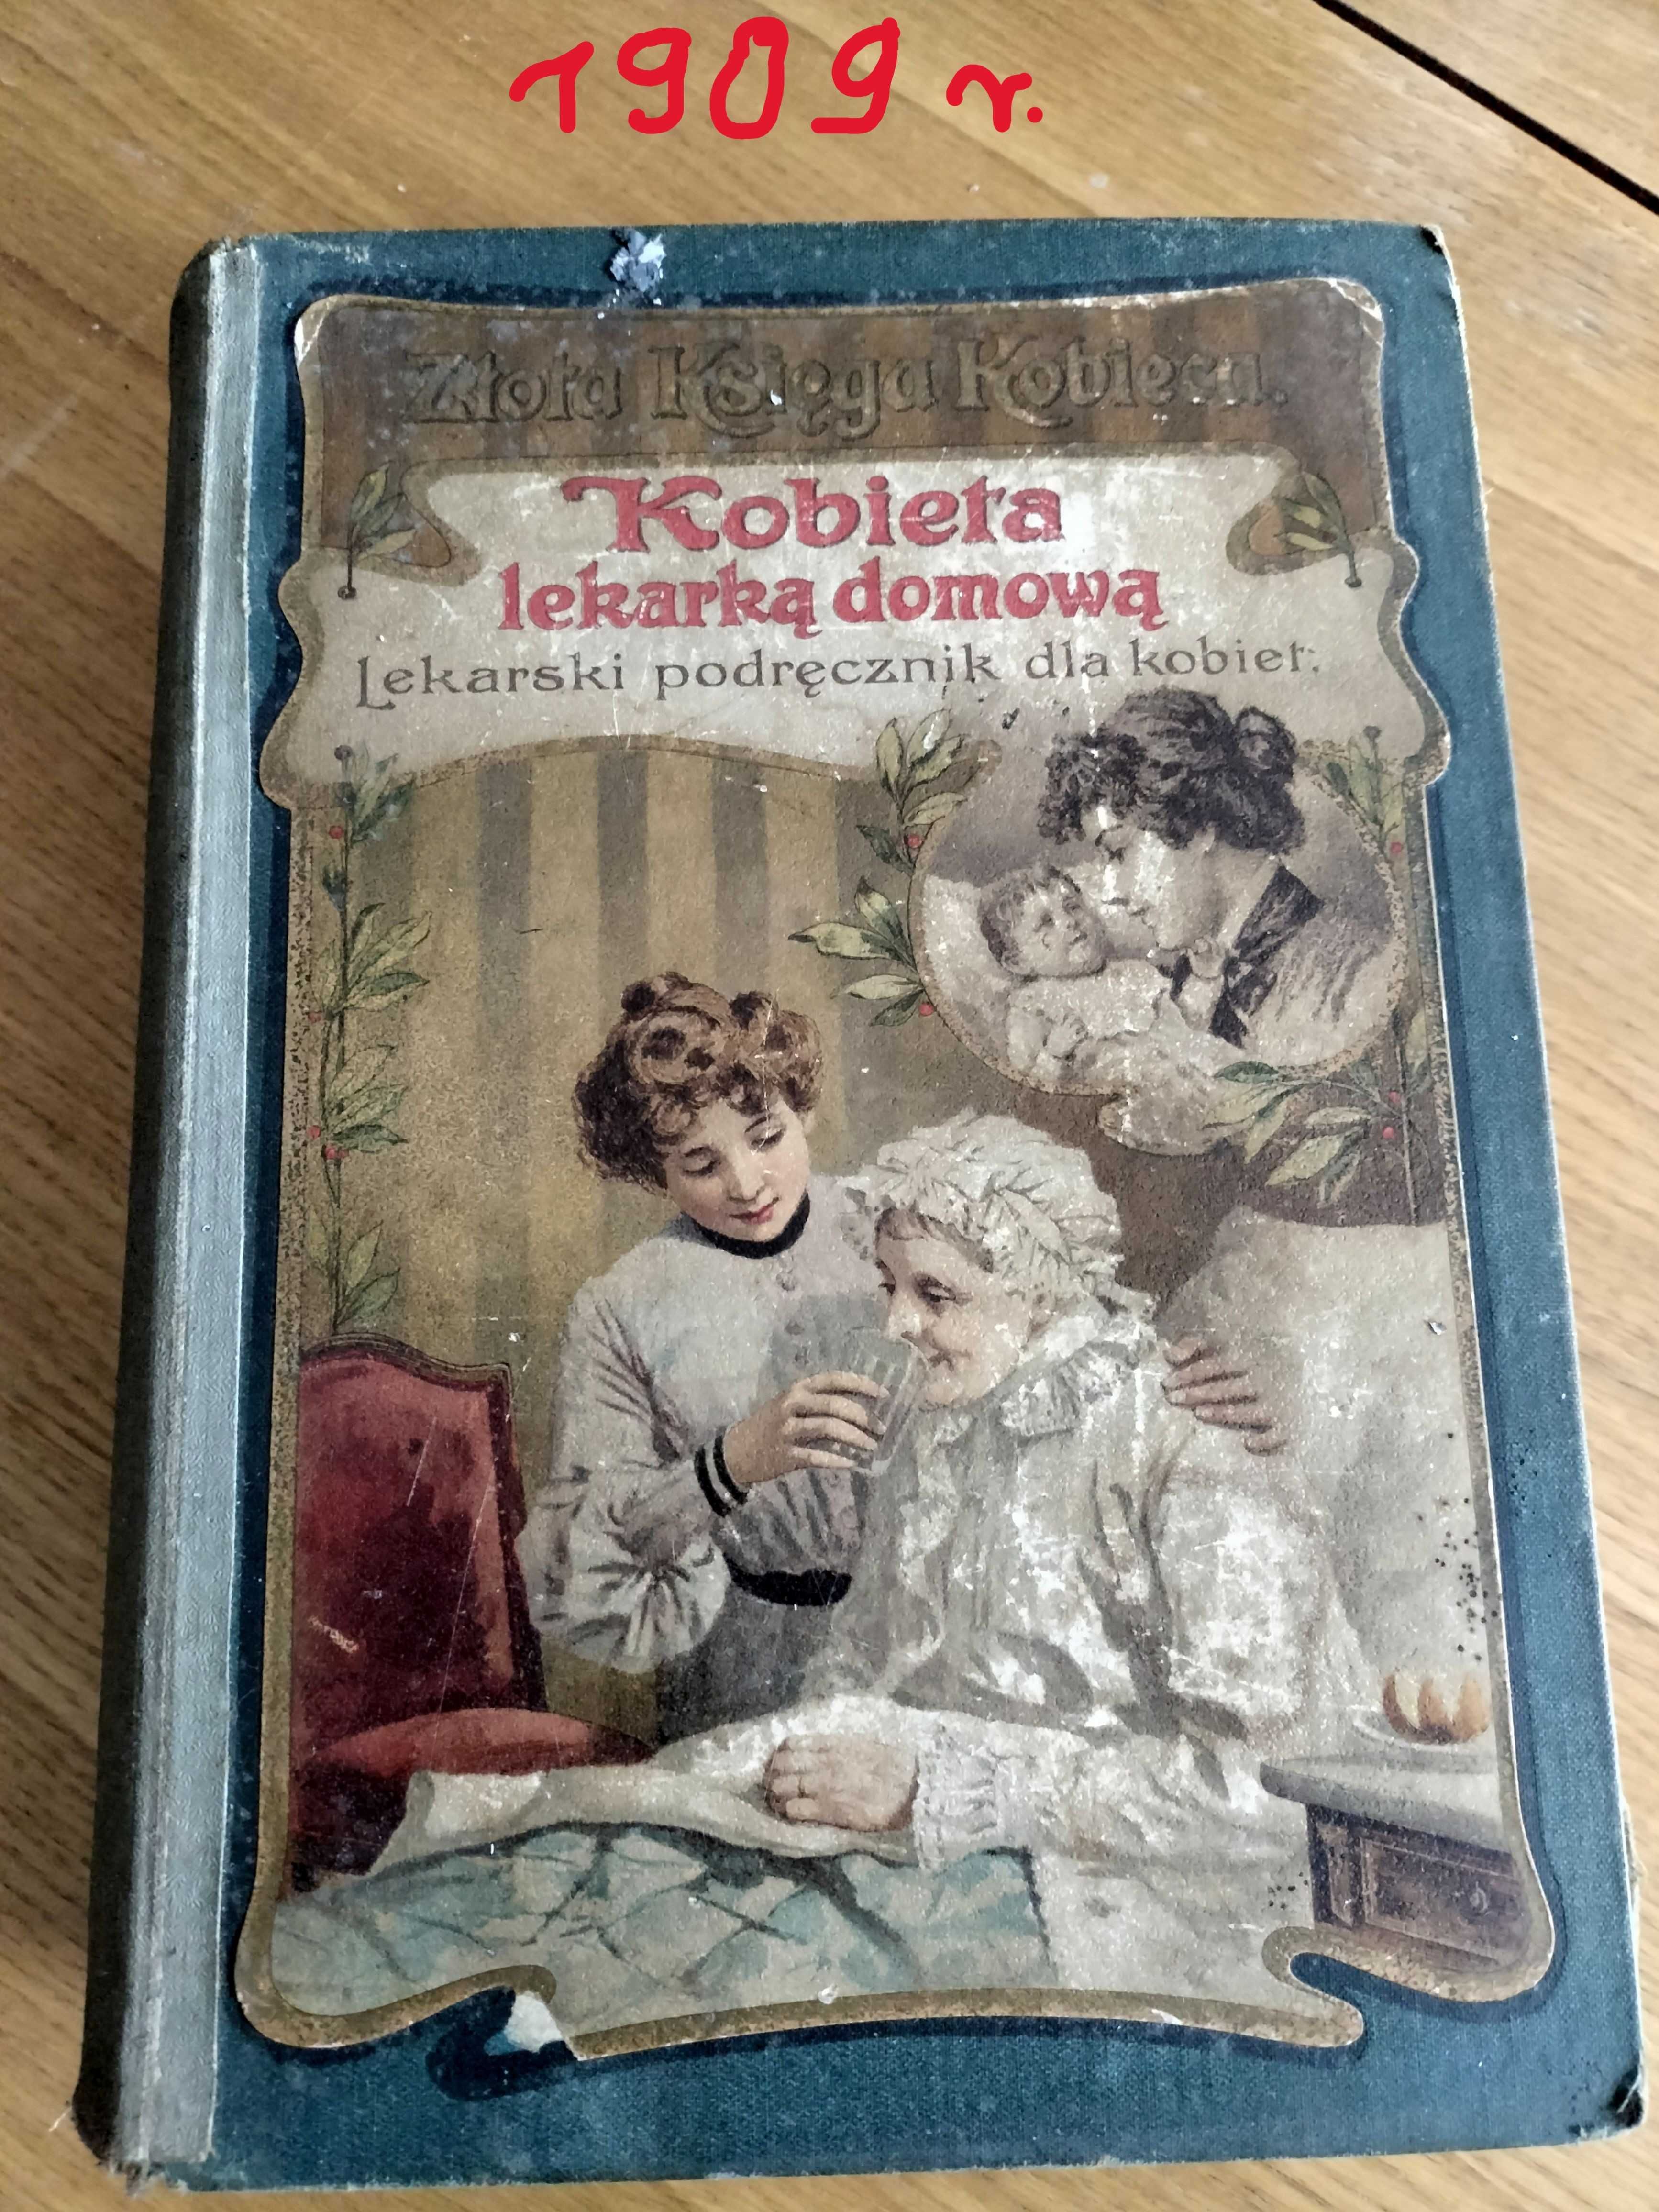 1909 r.
Złota Księga Kobieca.
Kobieta
lekarką domową
Lekarski podręcznik dla kobiet.